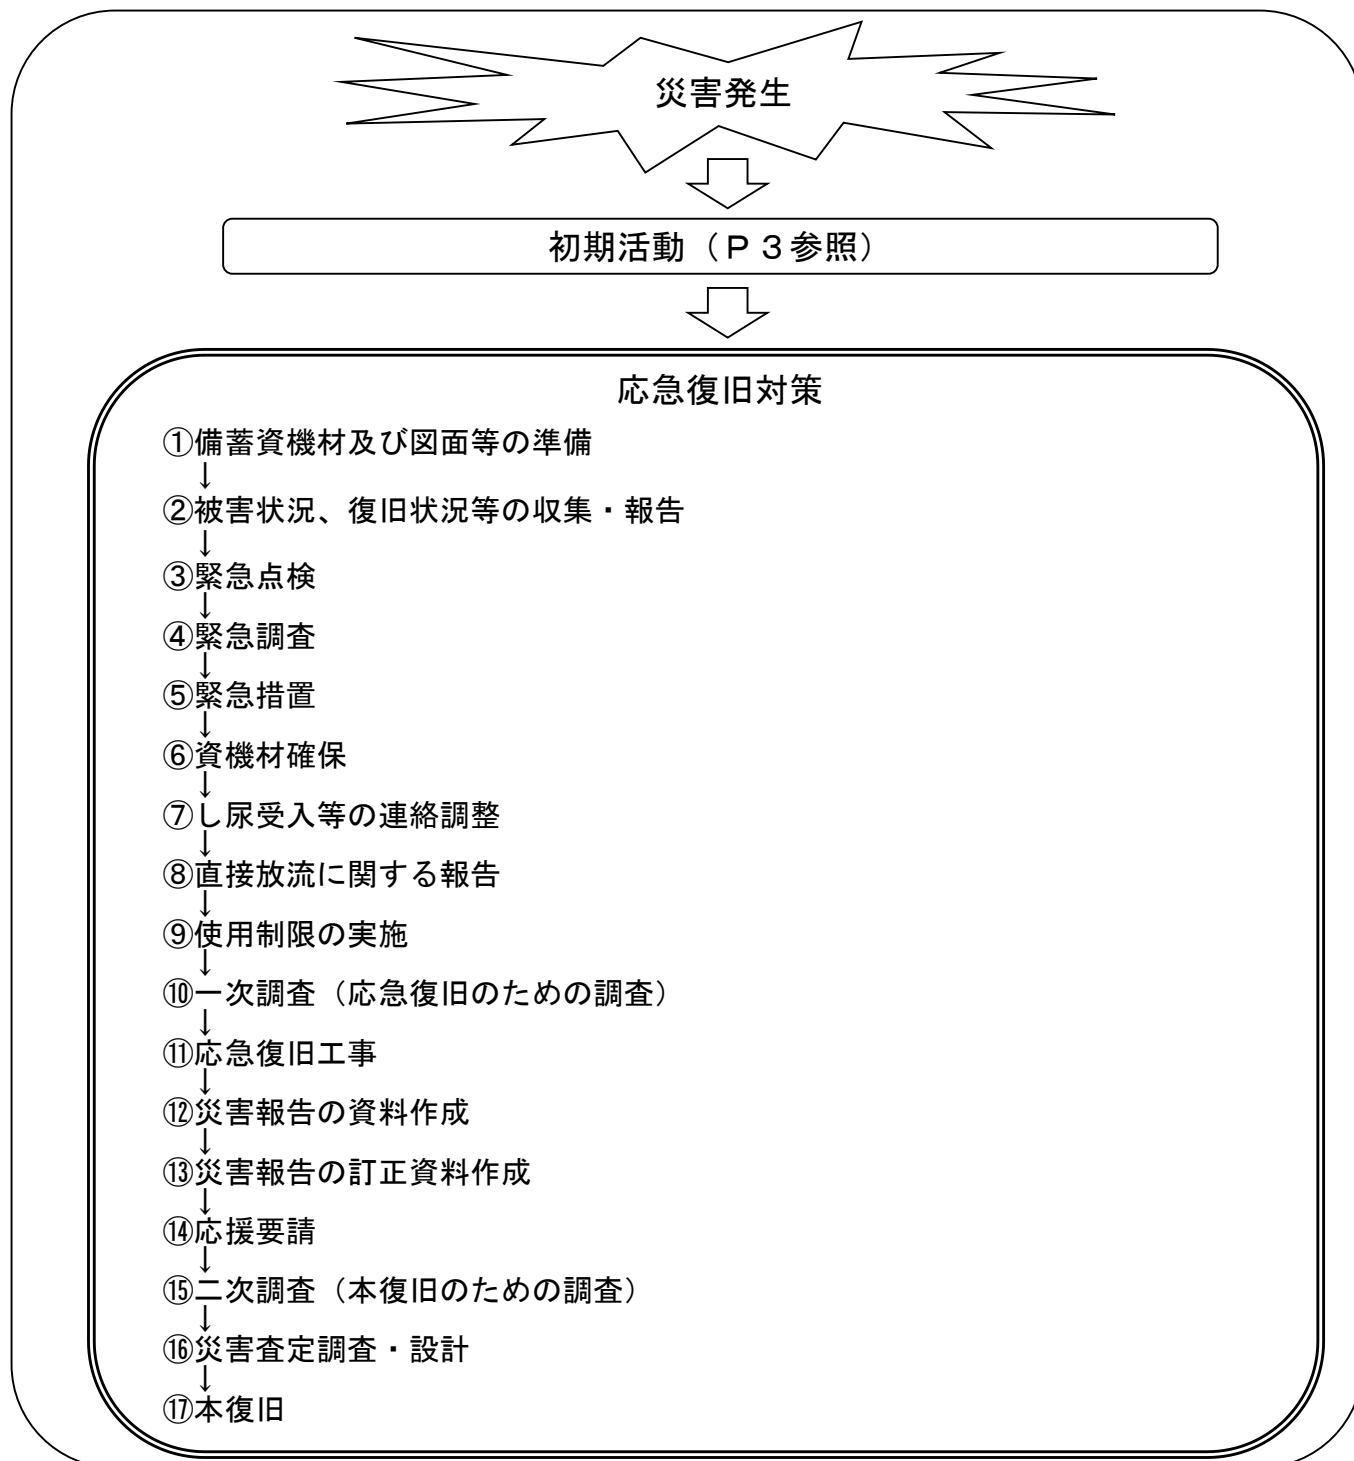 災害発生
初期活動（Ｐ３参照）
応急復旧対策
①備蓄資機材及び図面等の準備
↓
②被害状況、復旧状況等の収集・報告
↓
③緊急点検
↓
④緊急調査
↓
⑤緊急措置
↓
⑥資機材確保
↓
⑦し尿受入等の連絡調整
↓
⑧直接放流に関する報告
↓
⑨使用制限の実施
↓
⑩一次調査（応急復旧のための調査）
↓
⑪応急復旧工事
↓
⑫災害報告の資料作成
↓
⑬災害報告の訂正資料作成
↓
⑭応援要請
↓
⑮二次調査（本復旧のための調査）
↓
⑯災害査定調査・設計
↓
⑰本復旧